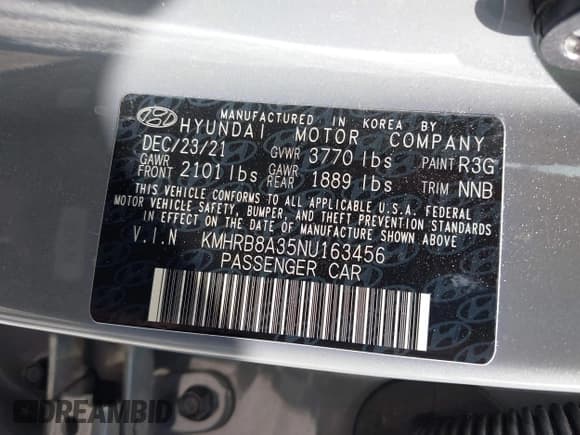 MANUFACTURED IN KOREA BY
HYUNDAI MOTOR COMPANY
DEC/23/21 GVWR 3770 lbs PAINT R3G
GAWR FRONT 2101 lbs GAWR REAR 1889 lbs TRIM NNB
THIS VEHICLE CONFORMS TO ALL APPLICABLE U.S.A. FEDERAL
MOTOR VEHICLE SAFETY, BUMPER, AND THEFT PREVENTION STANDARDS
IN EFFECT ON THE DATE OF MANUFACTURE SHOWN ABOVE.
V.I.N KMHRB8A35NU163456
PASSENGER CAR
DREAMBID